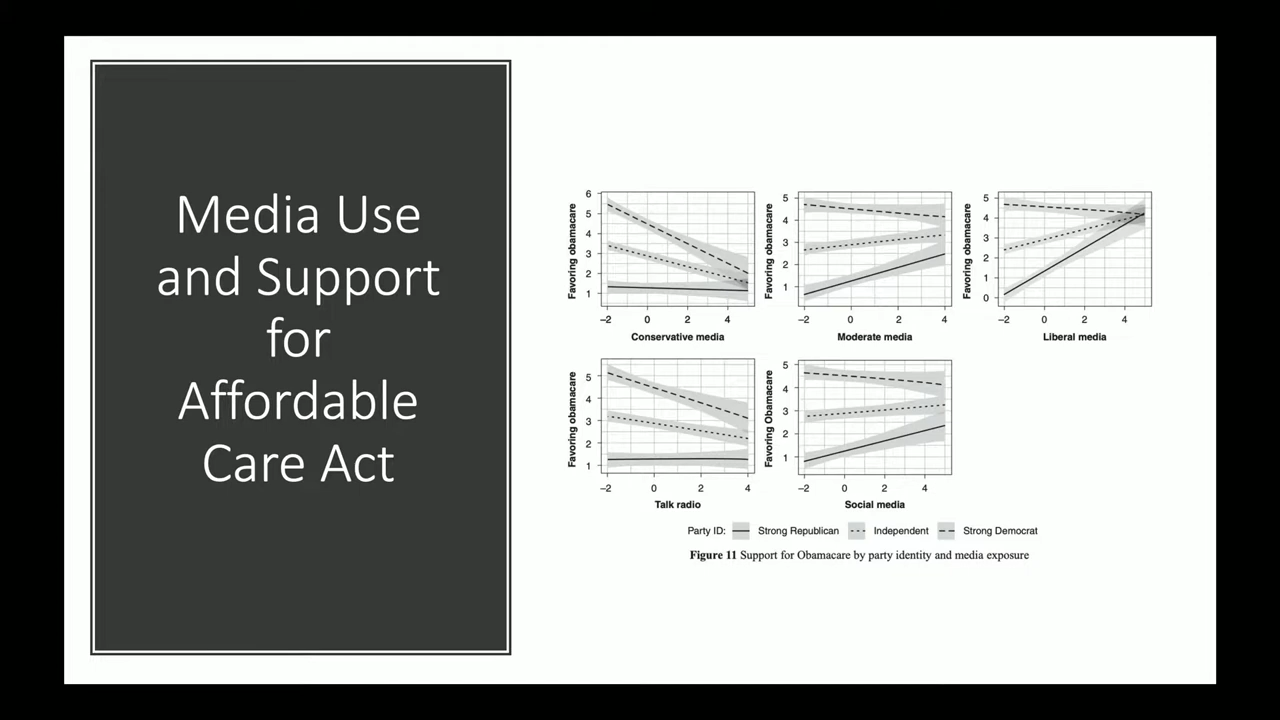 Media Use
and Support
for
Affordable
Care Act
Favoring obamacare
6
5
4
3
2
1
−2 0 2 4
Conservative media
Favoring obamacare
5
4
3
2
1
−2 0 2 4
Moderate media
Favoring obamacare
5
4
3
2
1
0
−2 0 2 4
Liberal media
Favoring obamacare
5
4
3
2
1
−2 0 2 4
Talk radio
Favoring Obamacare
5
4
3
2
1
−2 0 2 4
Social media
Party ID: Strong Republican Independent Strong Democrat
Figure 11 Support for Obamacare by party identity and media exposure